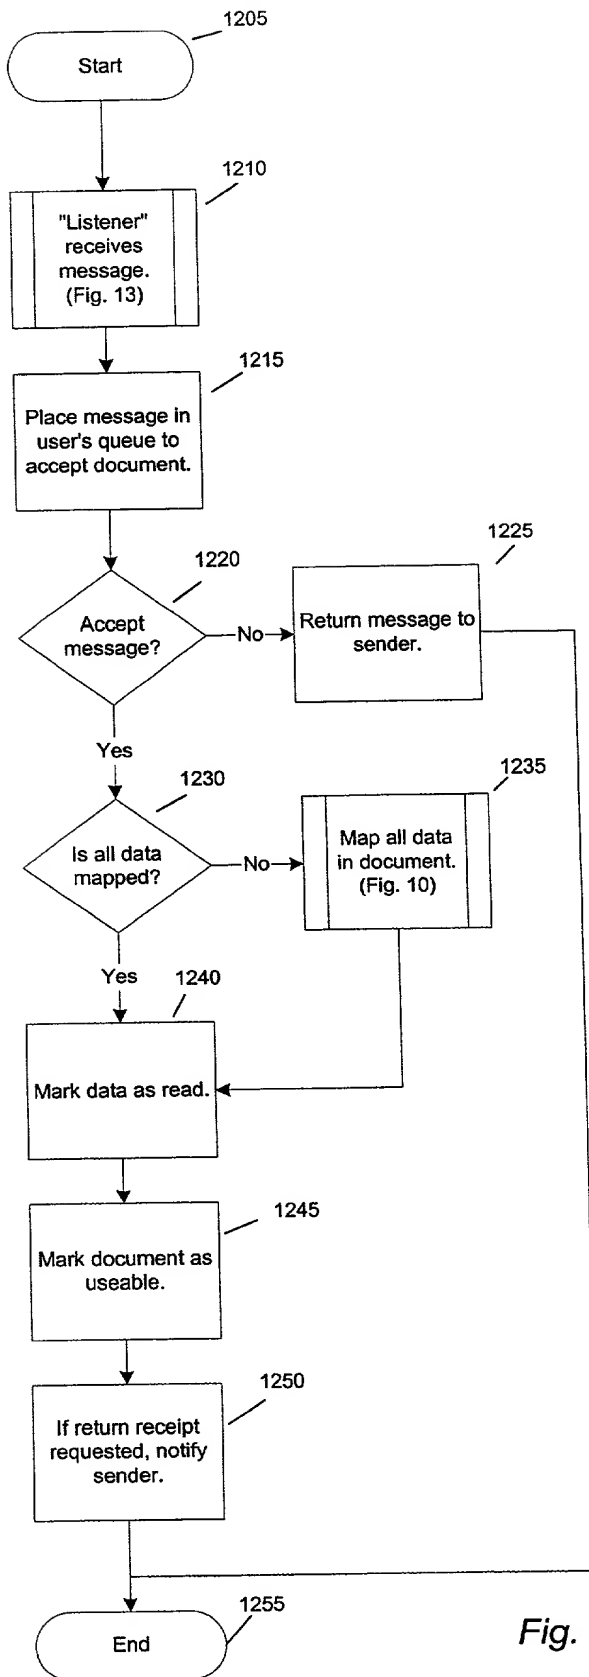 1205
Start
1210
"Listener"
receives
message.
(Fig. 13)
1215
Place message in
user's queue to
accept document.
1220
Accept
message?
No
1225
Return message to
sender.
Yes
1230
Is all data
mapped?
No
1235
Map all data
in document.
(Fig. 10)
Yes
1240
Mark data as read.
1245
Mark document as
useable.
1250
If return receipt
requested, notify
sender.
1255
End
Fig.